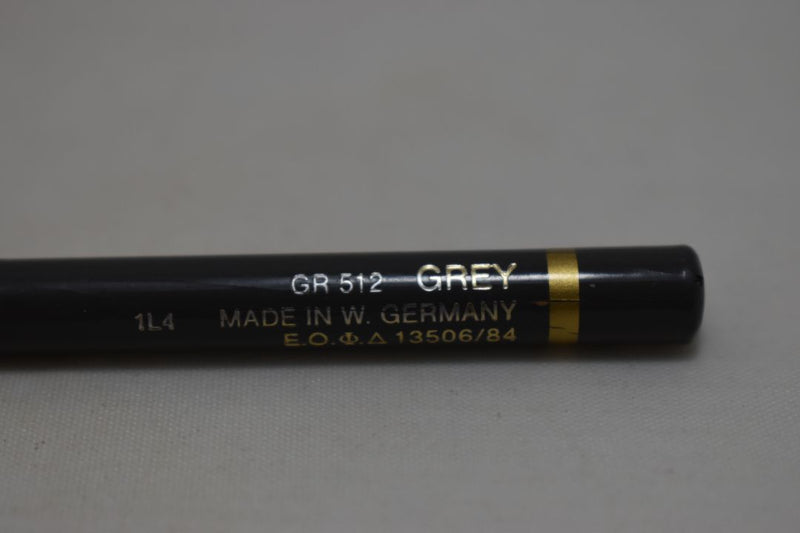 GR 512 GREY
1L4 MADE IN W. GERMANY
Ε.Ο.Φ.Δ 13506/84